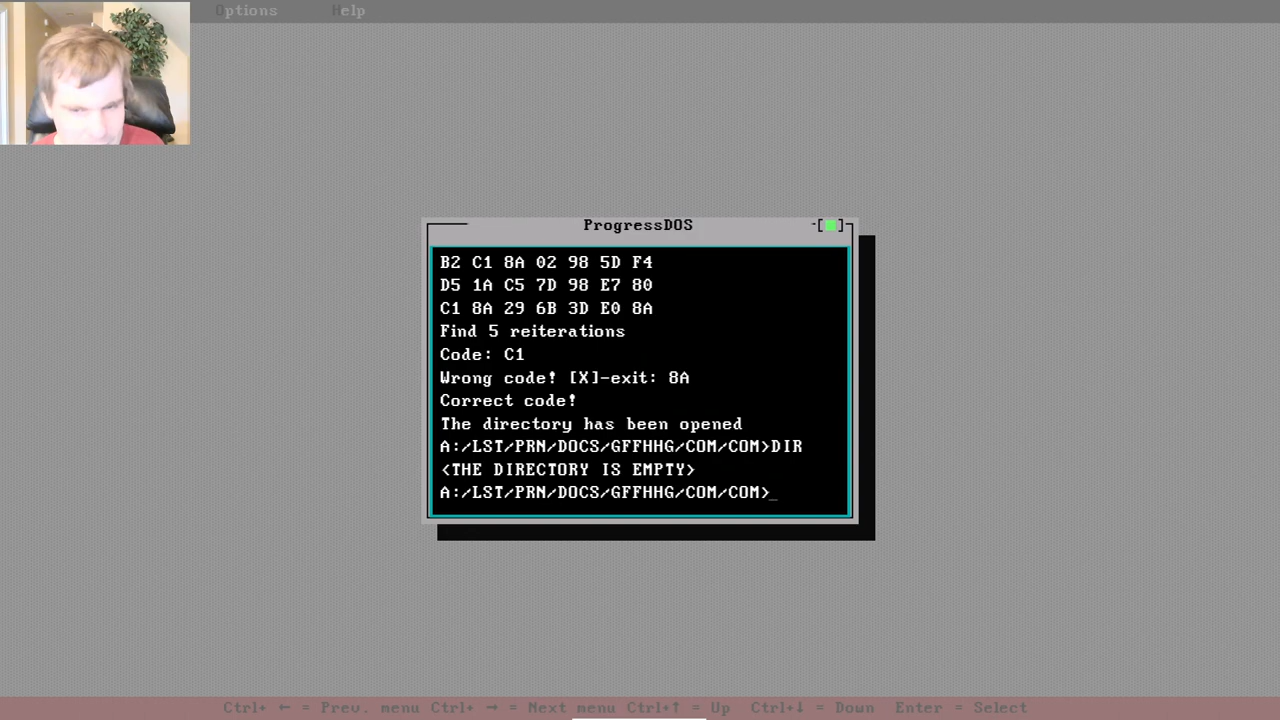 Options Help
ProgressDOS
B2 C1 8A 02 98 5D F4
D5 1A C5 7D 98 E7 80
C1 8A 29 6B 3D E0 8A
Find 5 reiterations
Code: C1
Wrong code! [X]-exit: 8A
Correct code!
The directory has been opened
A:/LST/PRN/DOCS/GFFHHG/COM/COM>DIR
<THE DIRECTORY IS EMPTY>
A:/LST/PRN/DOCS/GFFHHG/COM/COM>_
Ctrl+ ← = Prev. menu Ctrl+ → = Next menu Ctrl+↑ = Up Ctrl+↓ = Down Enter = Select